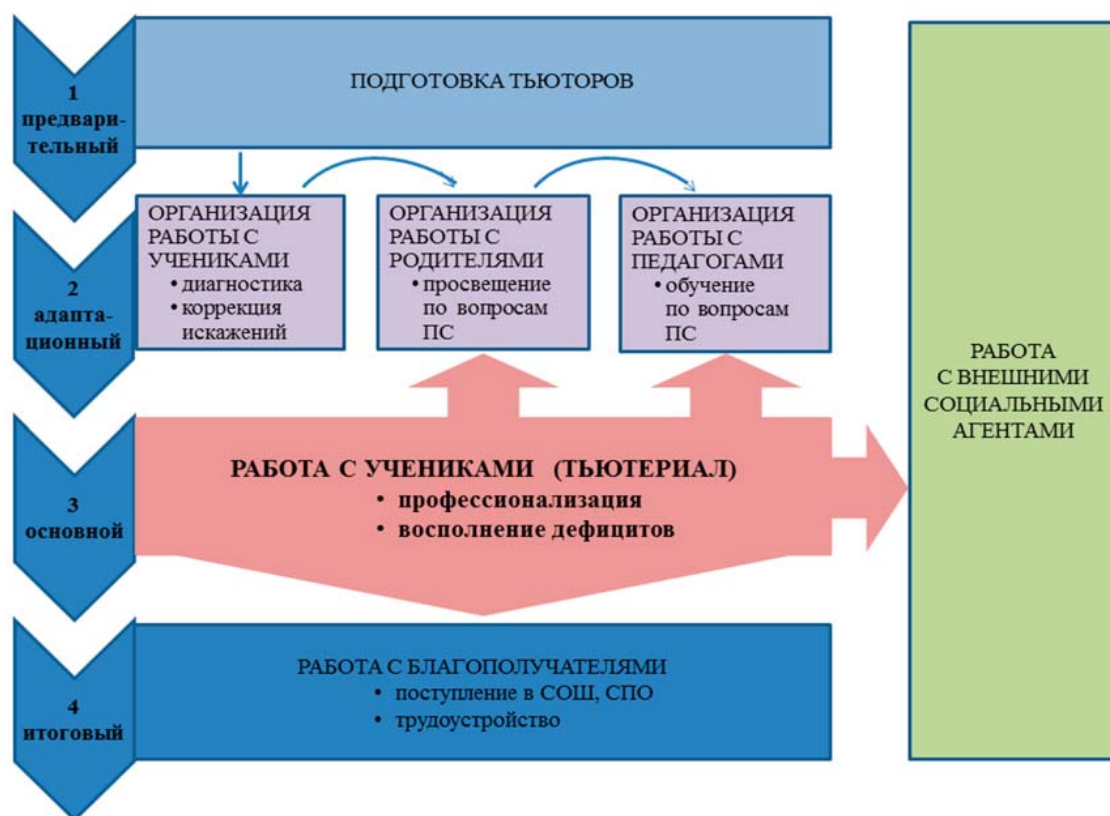 1
предвари-
тельный
ПОДГОТОВКА ТЬЮТОРОВ
2
адапта-
ционный
ОРГАНИЗАЦИЯ
РАБОТЫ С
УЧЕНИКАМИ
• диагностика
• коррекция
искажений
ОРГАНИЗАЦИЯ
РАБОТЫ С
РОДИТЕЛЯМИ
• просвещение
по вопросам
ПС
ОРГАНИЗАЦИЯ
РАБОТЫ С
ПЕДАГОГАМИ
• обучение
по вопросам
ПС
3
основной
РАБОТА С УЧЕНИКАМИ (ТЬЮТЕРИАЛ)
• профессионализация
• восполнение дефицитов
4
итоговый
РАБОТА С БЛАГОПОЛУЧАТЕЛЯМИ
• поступление в СОШ, СПО
• трудоустройство
РАБОТА
С ВНЕШНИМИ
СОЦИАЛЬНЫМИ
АГЕНТАМИ